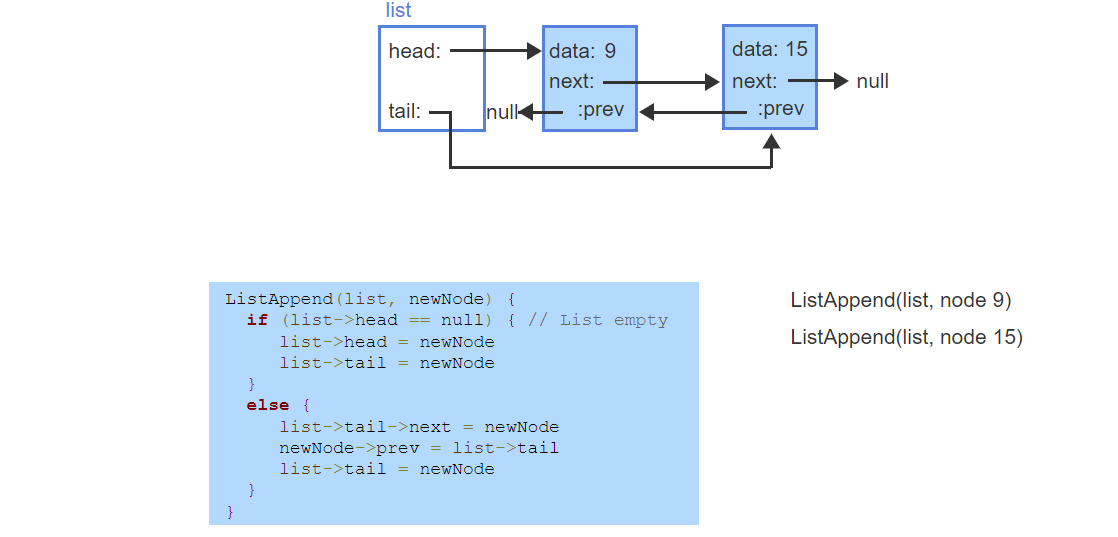 list
head:
data: 9
data: 15
next:
next:
null
tail:
null
:prev
:prev
ListAppend(list, newNode) {
if (list->head == null) { // List empty
list->head = newNode
list->tail = newNode
}
else {
list->tail->next = newNode
newNode->prev = list->tail
list->tail = newNode
}
}
ListAppend(list, node 9)
ListAppend(list, node 15)